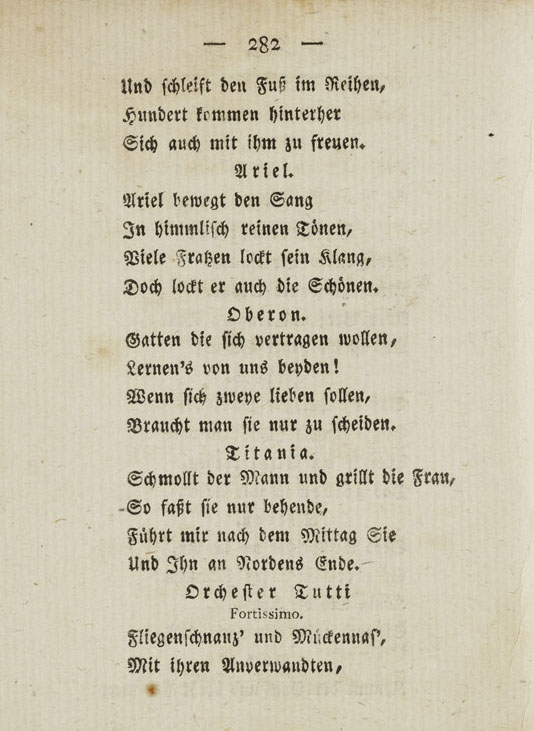 — 282 —
Und schleift den Fuß im Reihen,
Hundert kommen hinterher
Sich auch mit ihm zu freuen.
Ariel.
Ariel bewegt den Sang
In himmlisch reinen Tönen,
Viele Fratzen lockt sein Klang,
Doch lockt er auch die Schönen.
Oberon.
Gatten die sich vertragen wollen,
Lernen's von uns beyden!
Wenn sich zweye lieben sollen,
Braucht man sie nur zu scheiden.
Titania.
Schmollt der Mann und grillt die Frau,
So faßt sie nur behende,
Führt mir nach dem Mittag Sie
Und Ihn an Nordens Ende.
Orchester Tutti
Fortissimo.
Fliegenschnauz' und Mückennas',
Mit ihren Anverwandten,